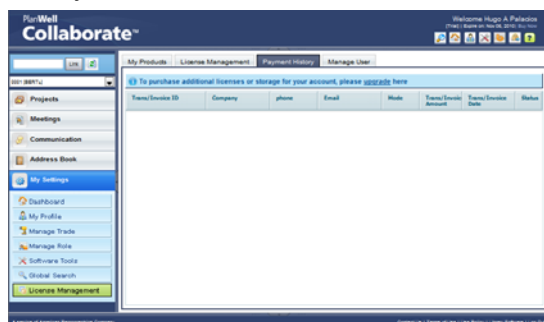 PlanWell
Collaborate™
Welcome Hugo A Palacios
(Trial)
My Products License Management Payment History Manage User
To purchase additional licenses or storage for your account, please upgrade here
Trans/Invoice ID Company phone Email Mode Trans/Invoice Amount Trans/Invoice Date Status
Projects
Meetings
Communication
Address Book
My Settings
Dashboard
My Profile
Manage Trade
Manage Role
Software Tools
Global Search
License Management